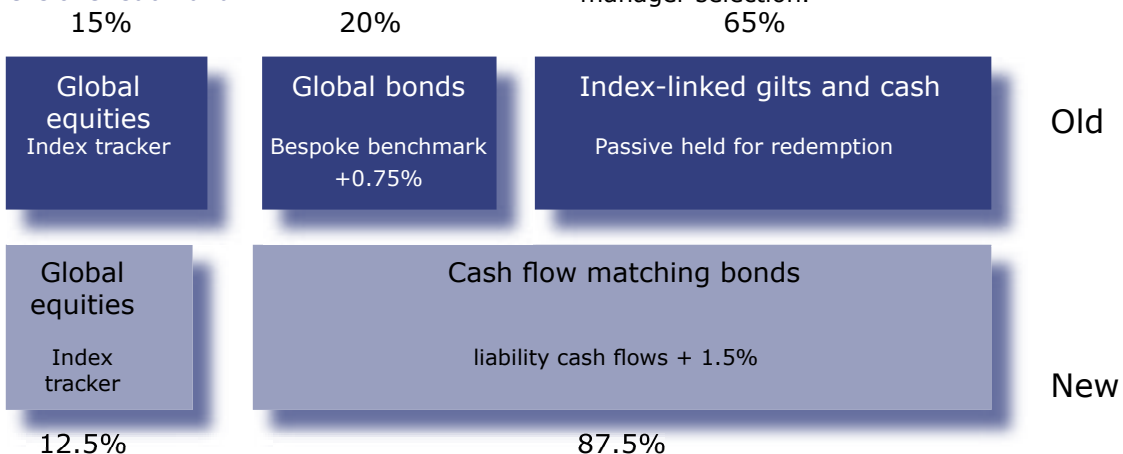 manager selection.
15%
20%
65%
Global
equities
Index tracker
Global bonds
Bespoke benchmark
+0.75%
Index-linked gilts and cash
Passive held for redemption
Old
Global
equities
Index
tracker
Cash flow matching bonds
liability cash flows + 1.5%
New
12.5%
87.5%